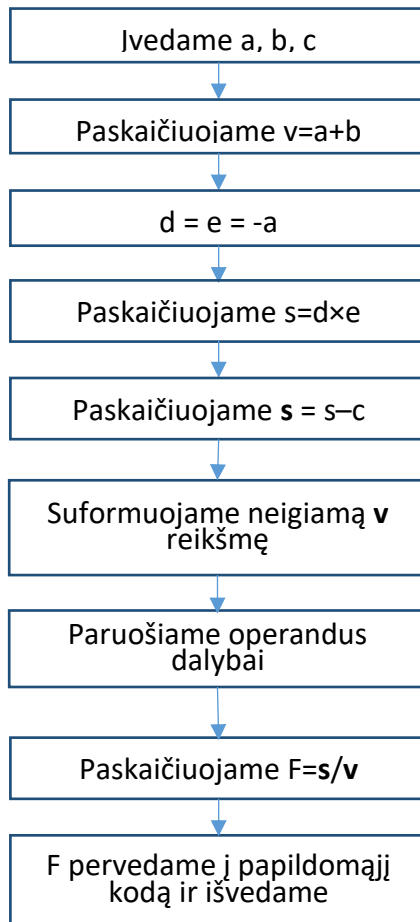 Įvedame a, b, c
Paskaičiuojame v=a+b
d = e = -a
Paskaičiuojame s=d×e
Paskaičiuojame s = s–c
Suformuojame neigiamą v
reikšmę
Paruošiame operandus
dalybai
Paskaičiuojame F=s/v
F pervedame į papildomąjį
kodą ir išvedame